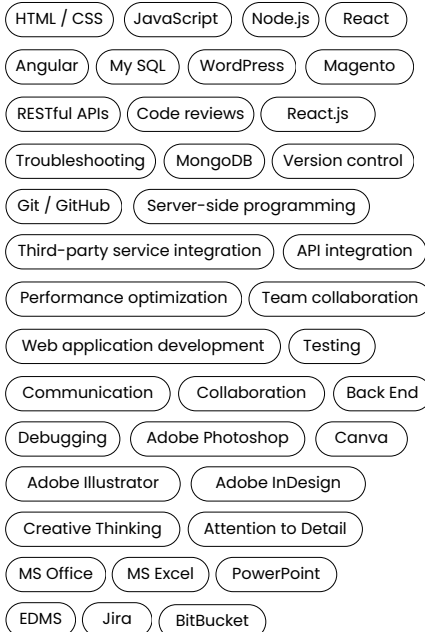 HTML / CSS JavaScript Node.js React
Angular My SQL WordPress Magento
RESTful APIs Code reviews React.js
Troubleshooting MongoDB Version control
Git / GitHub Server-side programming
Third-party service integration API integration
Performance optimization Team collaboration
Web application development Testing
Communication Collaboration Back End
Debugging Adobe Photoshop Canva
Adobe Illustrator Adobe InDesign
Creative Thinking Attention to Detail
MS Office MS Excel PowerPoint
EDMS Jira BitBucket